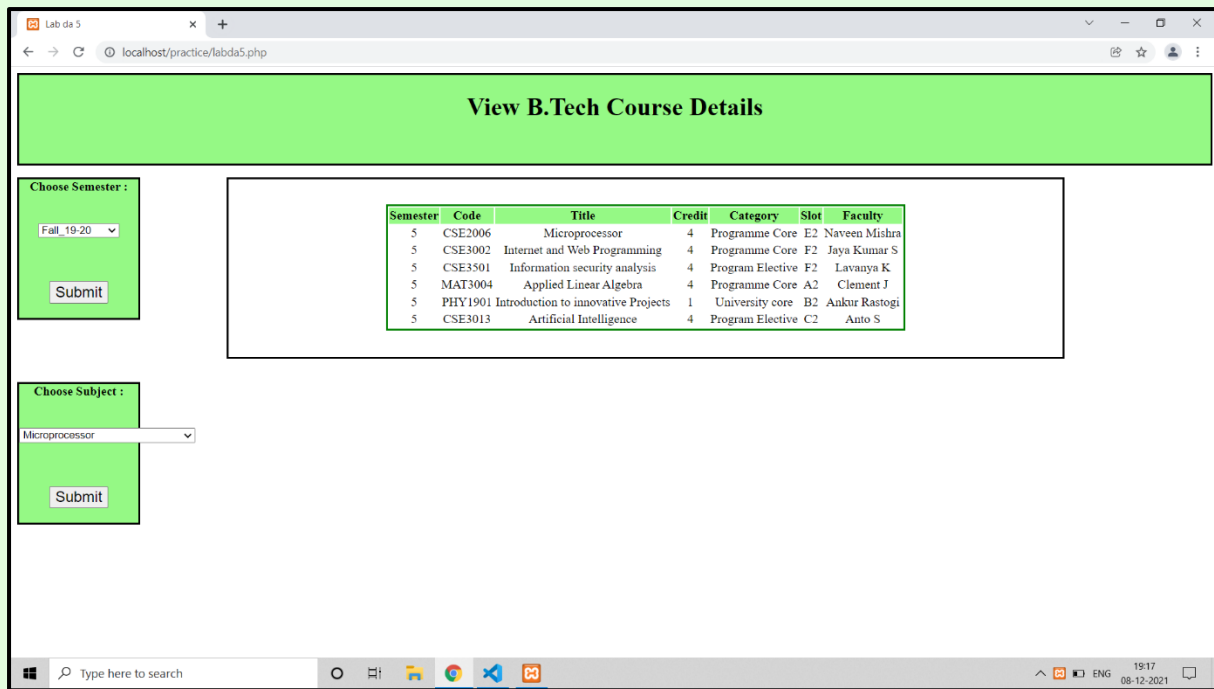 Lab da 5
localhost/practice/labda5.php
View B.Tech Course Details
Choose Semester :
Fall_19-20
Submit
Semester Code Title Credit Category Slot Faculty
5 CSE2006 Microprocessor 4 Programme Core E2 Naveen Mishra
5 CSE3002 Internet and Web Programming 4 Programme Core F2 Jaya Kumar S
5 CSE3501 Information security analysis 4 Program Elective F2 Lavanya K
5 MAT3004 Applied Linear Algebra 4 Programme Core A2 Clement J
5 PHY1901 Introduction to innovative Projects 1 University core B2 Ankur Rastogi
5 CSE3013 Artificial Intelligence 4 Program Elective C2 Anto S
Choose Subject :
Microprocessor
Submit
Type here to search
ENG
19:17
08-12-2021